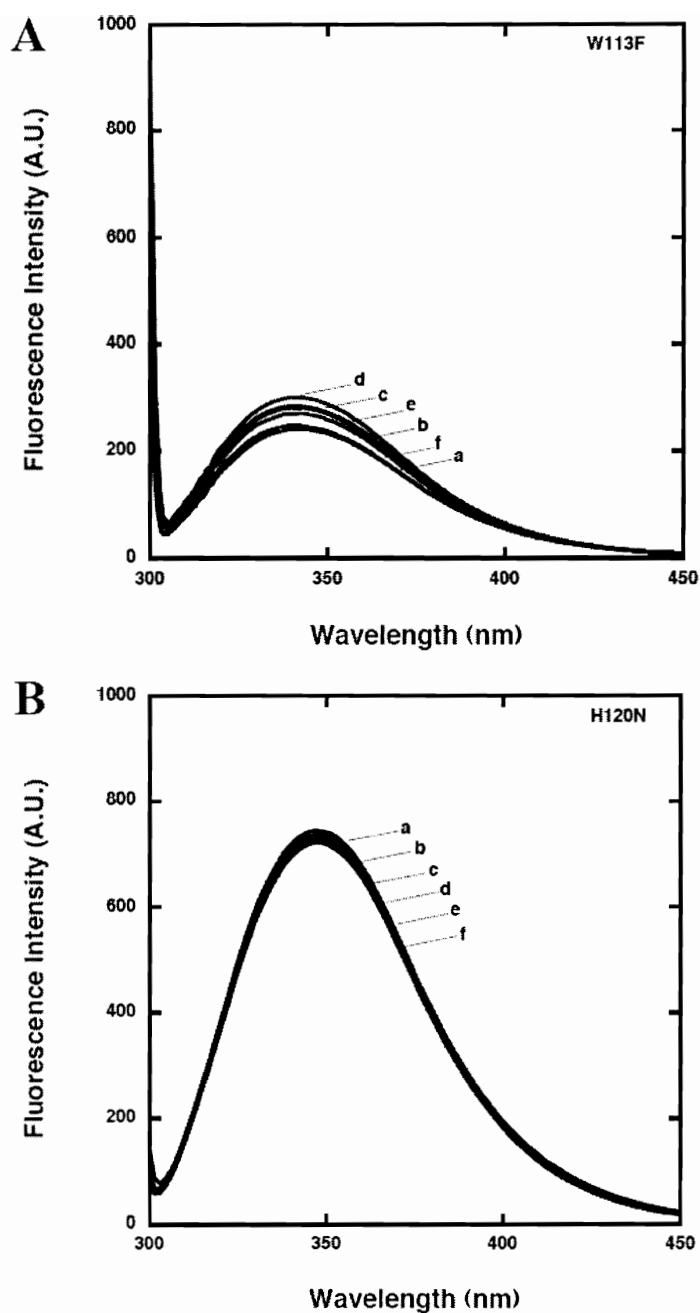 A
W113F
Fluorescence Intensity (A.U.)
1000
800
600
400
200
0
d
c
e
b
f
a
300
350
400
450
Wavelength (nm)
B
H120N
Fluorescence Intensity (A.U.)
1000
800
600
400
200
0
a
b
c
d
e
f
300
350
400
450
Wavelength (nm)